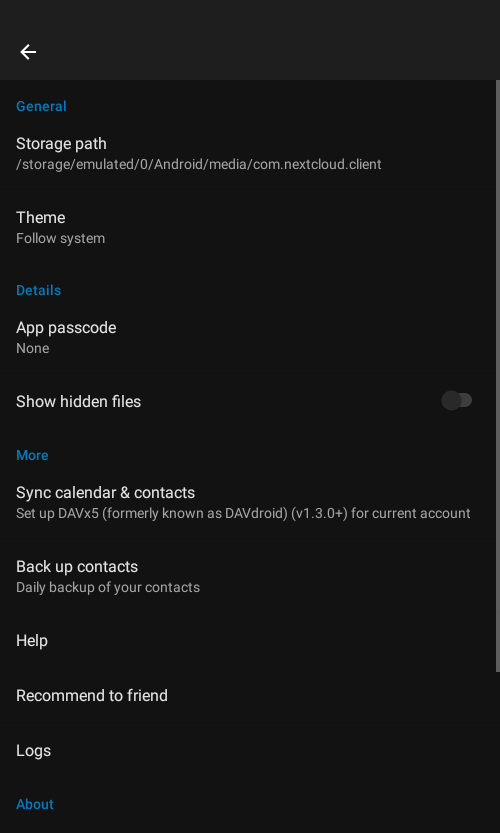 General
Storage path
/storage/emulated/0/Android/media/com.nextcloud.client
Theme
Follow system
Details
App passcode
None
Show hidden files
More
Sync calendar & contacts
Set up DAVx5 (formerly known as DAVdroid) (v1.3.0+) for current account
Back up contacts
Daily backup of your contacts
Help
Recommend to friend
Logs
About